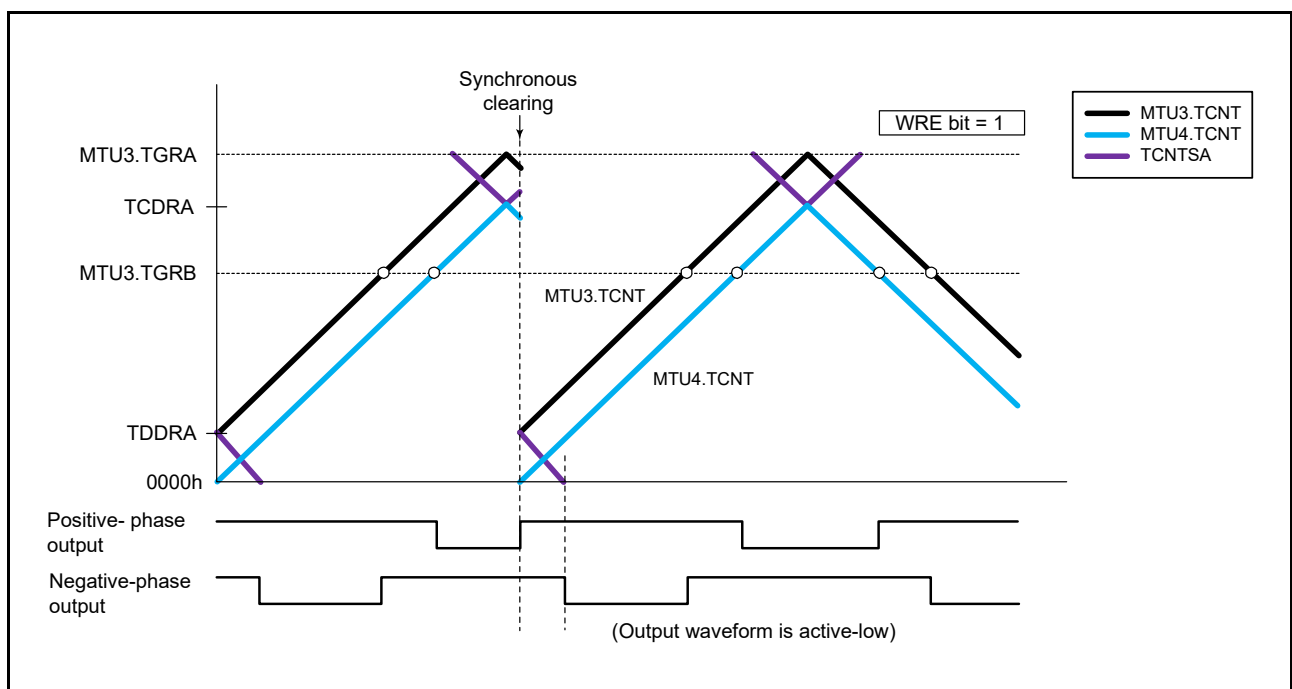 Synchronous
clearing
WRE bit = 1
MTU3.TCNT
MTU4.TCNT
TCNTSA
MTU3.TGRA
TCDRA
MTU3.TGRB
MTU3.TCNT
MTU4.TCNT
TDDRA
0000h
Positive- phase
output
Negative-phase
output
(Output waveform is active-low)